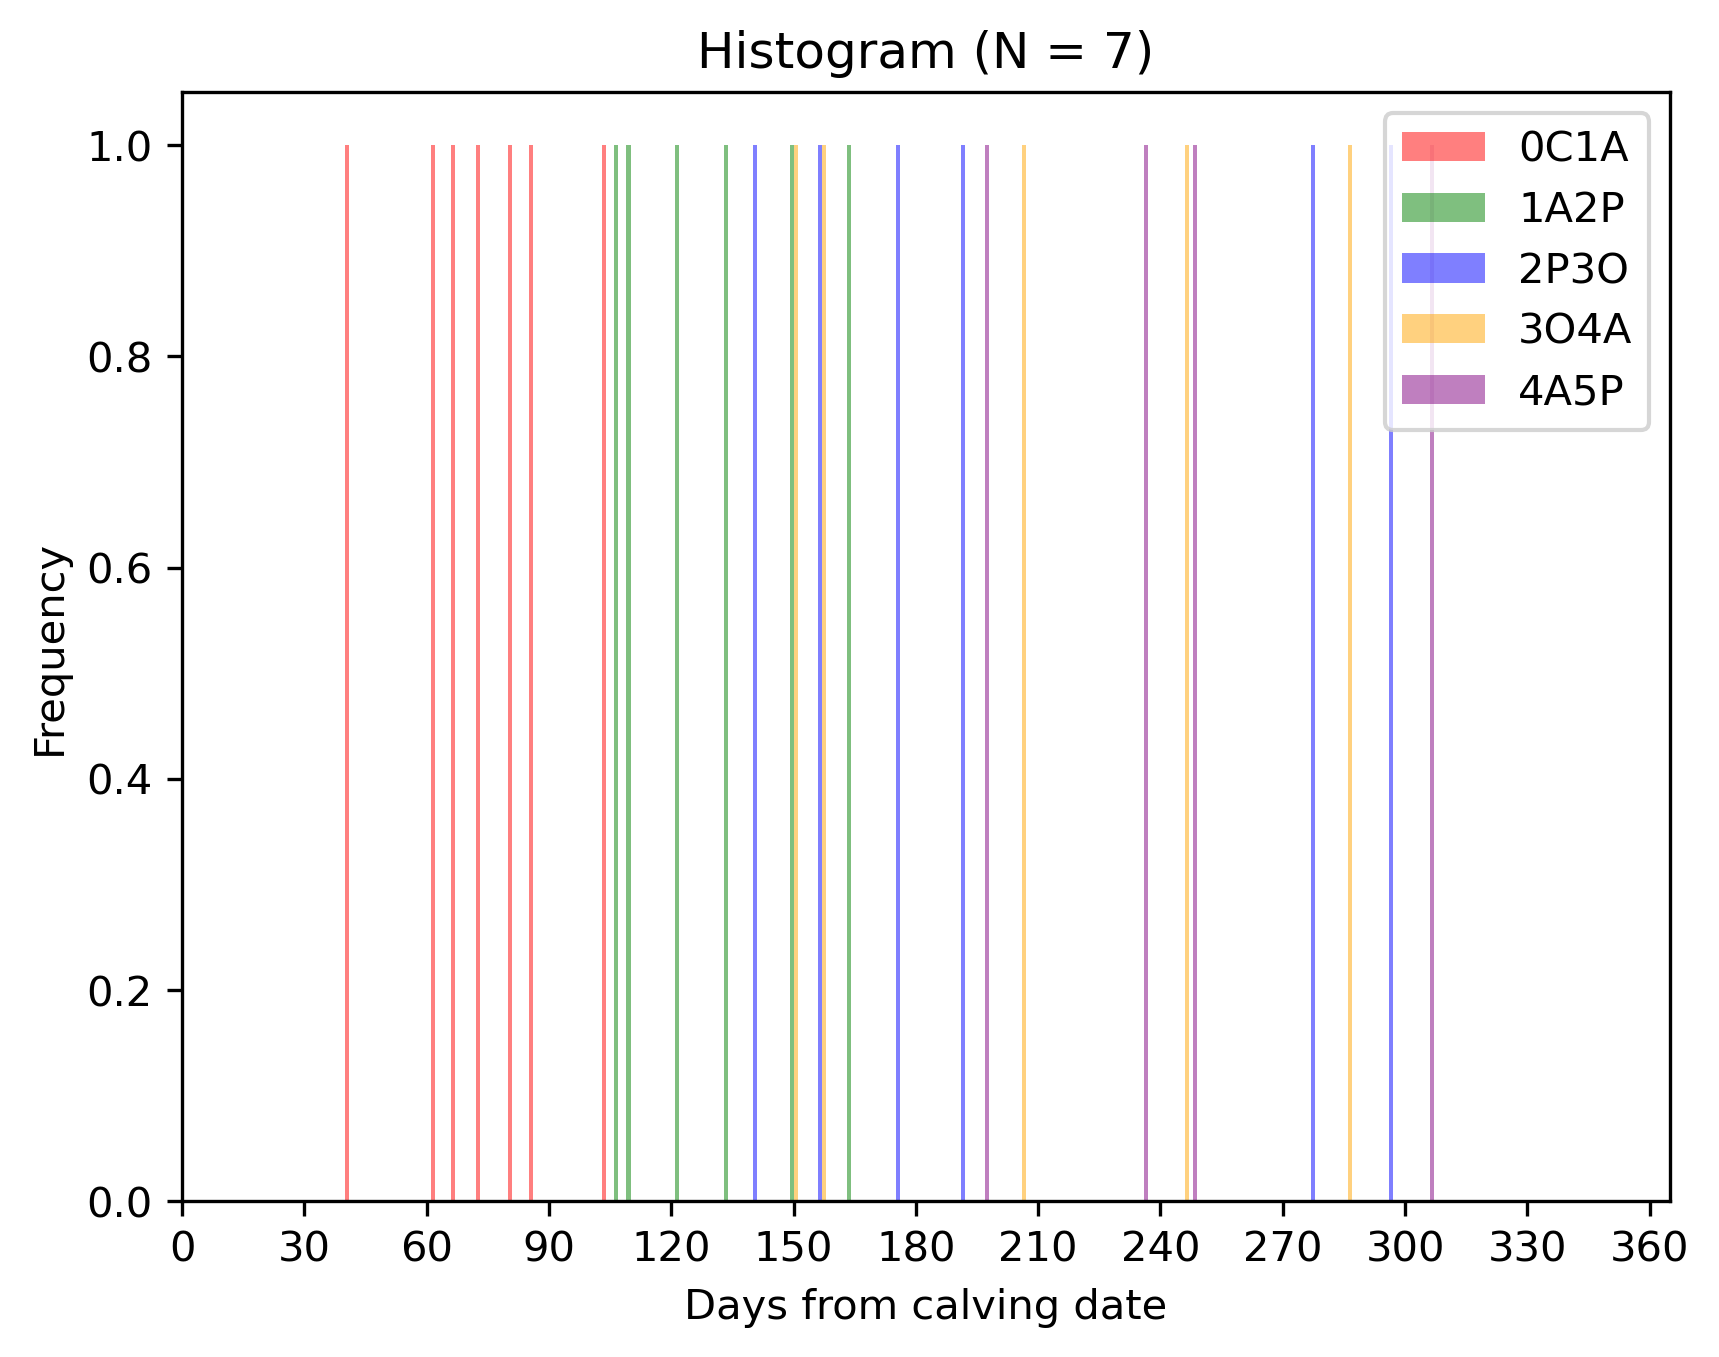 Histogram (N = 7)
1.0
0.8
0.6
0.4
0.2
0.0
Frequency
0C1A
1A2P
2P3O
3O4A
4A5P
0 30 60 90 120 150 180 210 240 270 300 330 360
Days from calving date